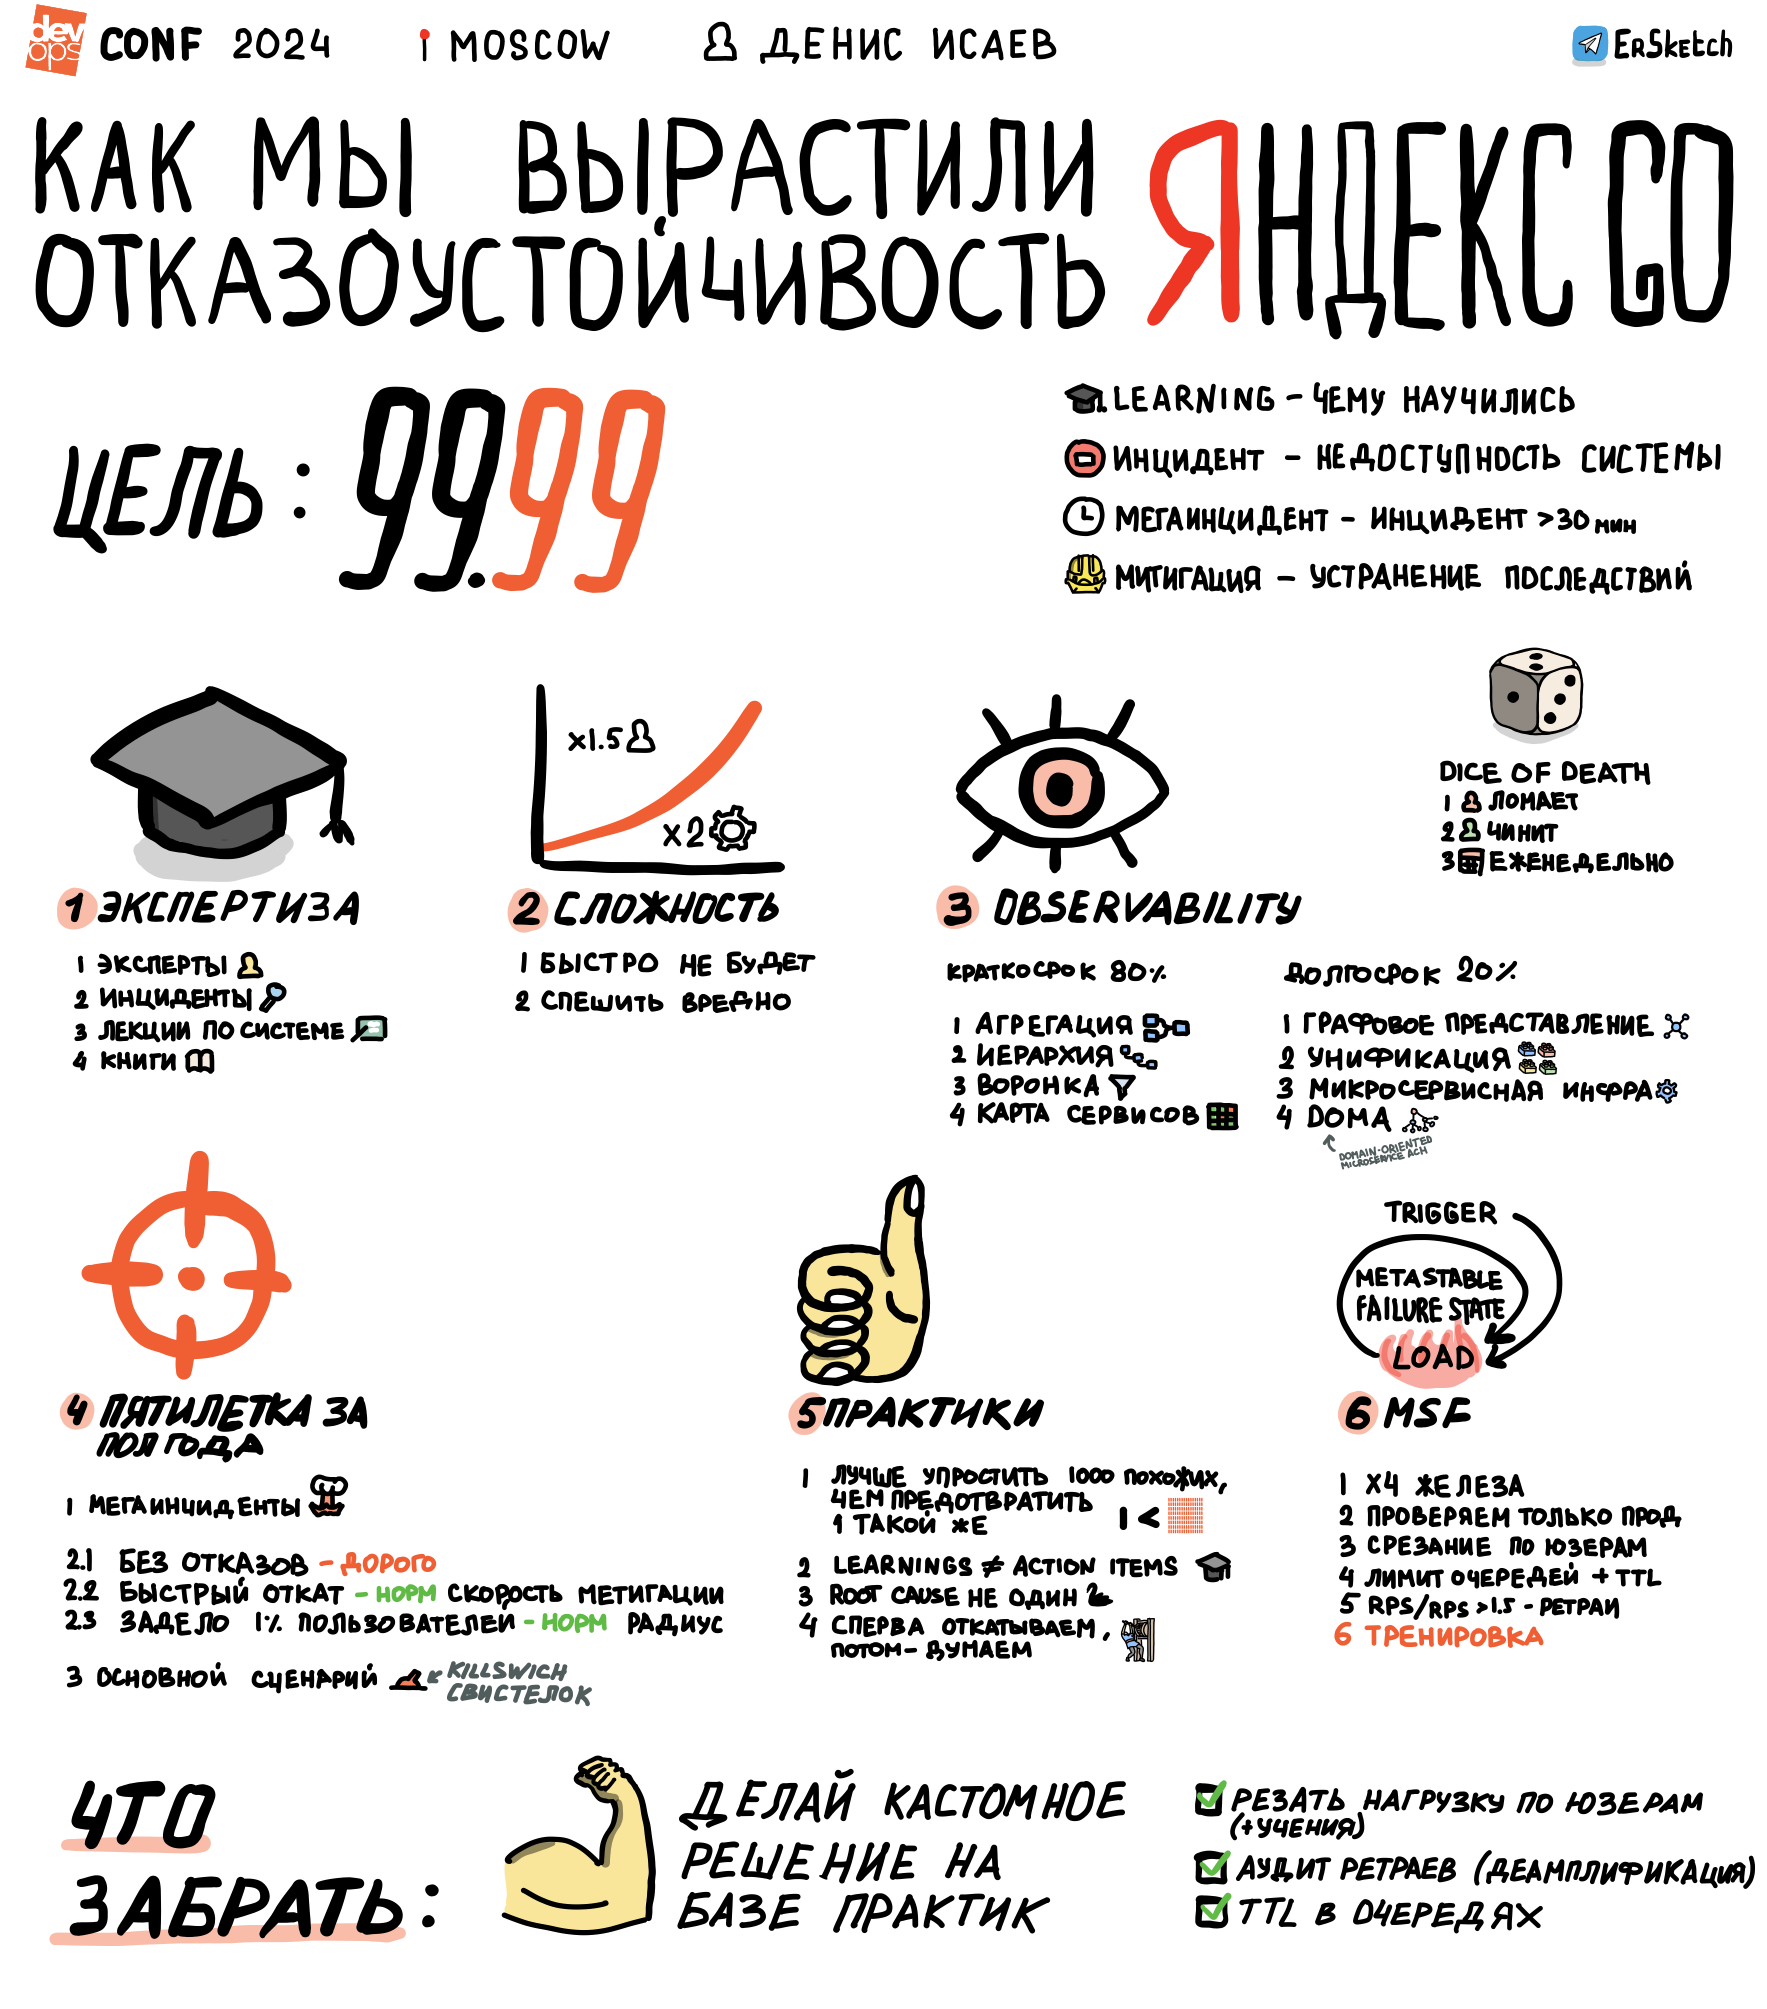 dev
ops
CONF 2024
MOSCOW
ДЕНИС ИСАЕВ
ErSketch
КАК МЫ ВЫРАСТИЛИ
ОТКАЗОУСТОЙЧИВОСТЬ
ЯНДЕКС GO
ЦЕЛЬ : 99.99
LEARNING - ЧЕМУ НАУЧИЛИСЬ
ИНЦИДЕНТ - НЕДОСТУПНОСТЬ СИСТЕМЫ
МЕГАИНЦИДЕНТ - ИНЦИДЕНТ >30 мин
МИТИГАЦИЯ - УСТРАНЕНИЕ ПОСЛЕДСТВИЙ
1 ЭКСПЕРТИЗА
1 ЭКСПЕРТЫ
2 ИНЦИДЕНТЫ
3 ЛЕКЦИИ ПО СИСТЕМЕ
4 КНИГИ
x1.5
x2
2 СЛОЖНОСТЬ
1 БЫСТРО НЕ БУДЕТ
2 СПЕШИТЬ ВРЕДНО
3 OBSERVABILITY
КРАТКОСРОК 80%
1 АГРЕГАЦИЯ
2 ИЕРАРХИЯ
3 ВОРОНКА
4 КАРТА СЕРВИСОВ
DICE OF DEATH
1 ЛОМАЕТ
2 ЧИНИТ
3 ЕЖЕНЕДЕЛЬНО
ДОЛГОСРОК 20%
1 ГРАФОВОЕ ПРЕДСТАВЛЕНИЕ
2 УНИФИКАЦИЯ
3 МИКРОСЕРВИСНАЯ ИНФРА
4 DOMA
DOMAIN-ORIENTED
MICROSERVICE ACH
4 ПЯТИЛЕТКА ЗА
ПОЛ ГОДА
1 МЕГАИНЧИДЕНТЫ
2.1 БЕЗ ОТКАЗОВ - ДОРОГО
2.2 БЫСТРЫЙ ОТКАТ - НОРМ СКОРОСТЬ МЕТИГАЦИИ
2.3 ЗАДЕЛО 1% ПОЛЬЗОВАТЕЛЕЙ - НОРМ РАДИУС
3 ОСНОВНОЙ СЦЕНАРИЙ
KILLSWICH
СВИСТЕЛОК
5 ПРАКТИКИ
1 ЛУЧШЕ УПРОСТИТЬ 1000 ПОХОЖИХ,
ЧЕМ ПРЕДОТВРАТИТЬ
1 ТАКОЙ ЖЕ
1 <
2 LEARNINGS ≠ ACTION ITEMS
3 ROOT CAUSE НЕ ОДИН
4 СПЕРВА ОТКАТЫВАЕМ,
ПОТОМ - ДУМАЕМ
TRIGGER
METASTABLE
FAILURE STATE
LOAD
6 MSF
1 X4 ЖЕЛЕЗА
2 ПРОВЕРЯЕМ ТОЛЬКО ПРОД
3 СРЕЗАНИЕ ПО ЮЗЕРАМ
4 ЛИМИТ ОЧЕРЕДЕЙ + TTL
5 RPS/RPS >1.5 - РЕТРАИ
6 ТРЕНИРОВКА
ЧТО
ЗАБРАТЬ :
ДЕЛАЙ КАСТОМНОЕ
РЕШЕНИЕ НА
БАЗЕ ПРАКТИК
РЕЗАТЬ НАГРУЗКУ ПО ЮЗЕРАМ
(+УЧЕНИЯ)
АУДИТ РЕТРАЕВ (ДЕАМПЛИФИКАЦИЯ)
TTL В ОЧЕРЕДЯХ